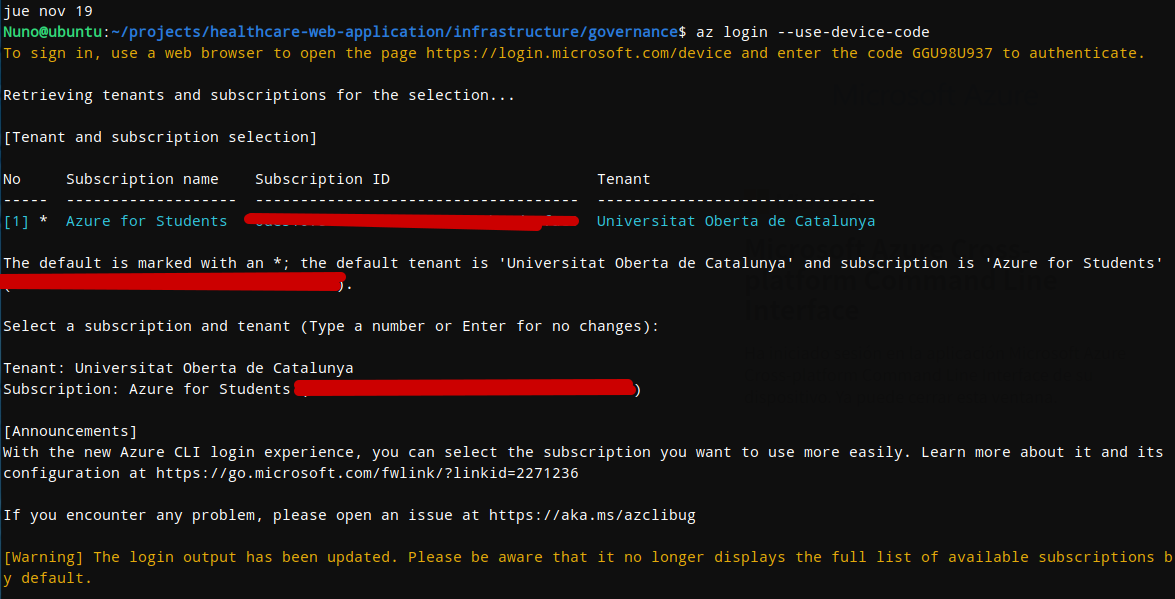 jue nov 19
Nuno@ubuntu:~/projects/healthcare-web-application/infrastructure/governance$ az login --use-device-code
To sign in, use a web browser to open the page https://login.microsoft.com/device and enter the code GGU98U937 to authenticate.
Retrieving tenants and subscriptions for the selection...
[Tenant and subscription selection]
No     Subscription name    Subscription ID                       Tenant
-----  -------------------  ------------------------------------  -------------------------------
[1] *  Azure for Students   Universitat Oberta de Catalunya
The default is marked with an *; the default tenant is 'Universitat Oberta de Catalunya' and subscription is 'Azure for Students'
).
Select a subscription and tenant (Type a number or Enter for no changes):
Tenant: Universitat Oberta de Catalunya
Subscription: Azure for Students )
[Announcements]
With the new Azure CLI login experience, you can select the subscription you want to use more easily. Learn more about it and its
configuration at https://go.microsoft.com/fwlink/?linkid=2271236
If you encounter any problem, please open an issue at https://aka.ms/azclibug
[Warning] The login output has been updated. Please be aware that it no longer displays the full list of available subscriptions b
y default.